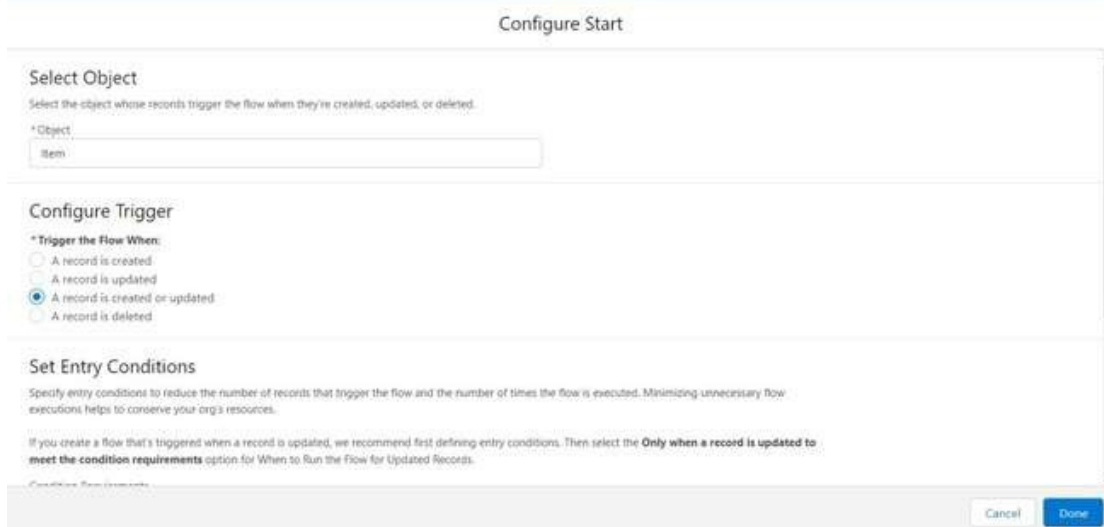 Configure Start
Select Object
Select the object whose records trigger the flow when they're created, updated, or deleted.
* Object
Item
Configure Trigger
* Trigger the Flow When:
A record is created
A record is updated
A record is created or updated
A record is deleted
Set Entry Conditions
Specify entry conditions to reduce the number of records that trigger the flow and the number of times the flow is executed. Minimizing unnecessary flow
executions helps to conserve your org's resources.
If you create a flow that's triggered when a record is updated, we recommend first defining entry conditions. Then select the Only when a record is updated to
meet the condition requirements option for When to Run the Flow for Updated Records.
Condition Requirements
Cancel Done